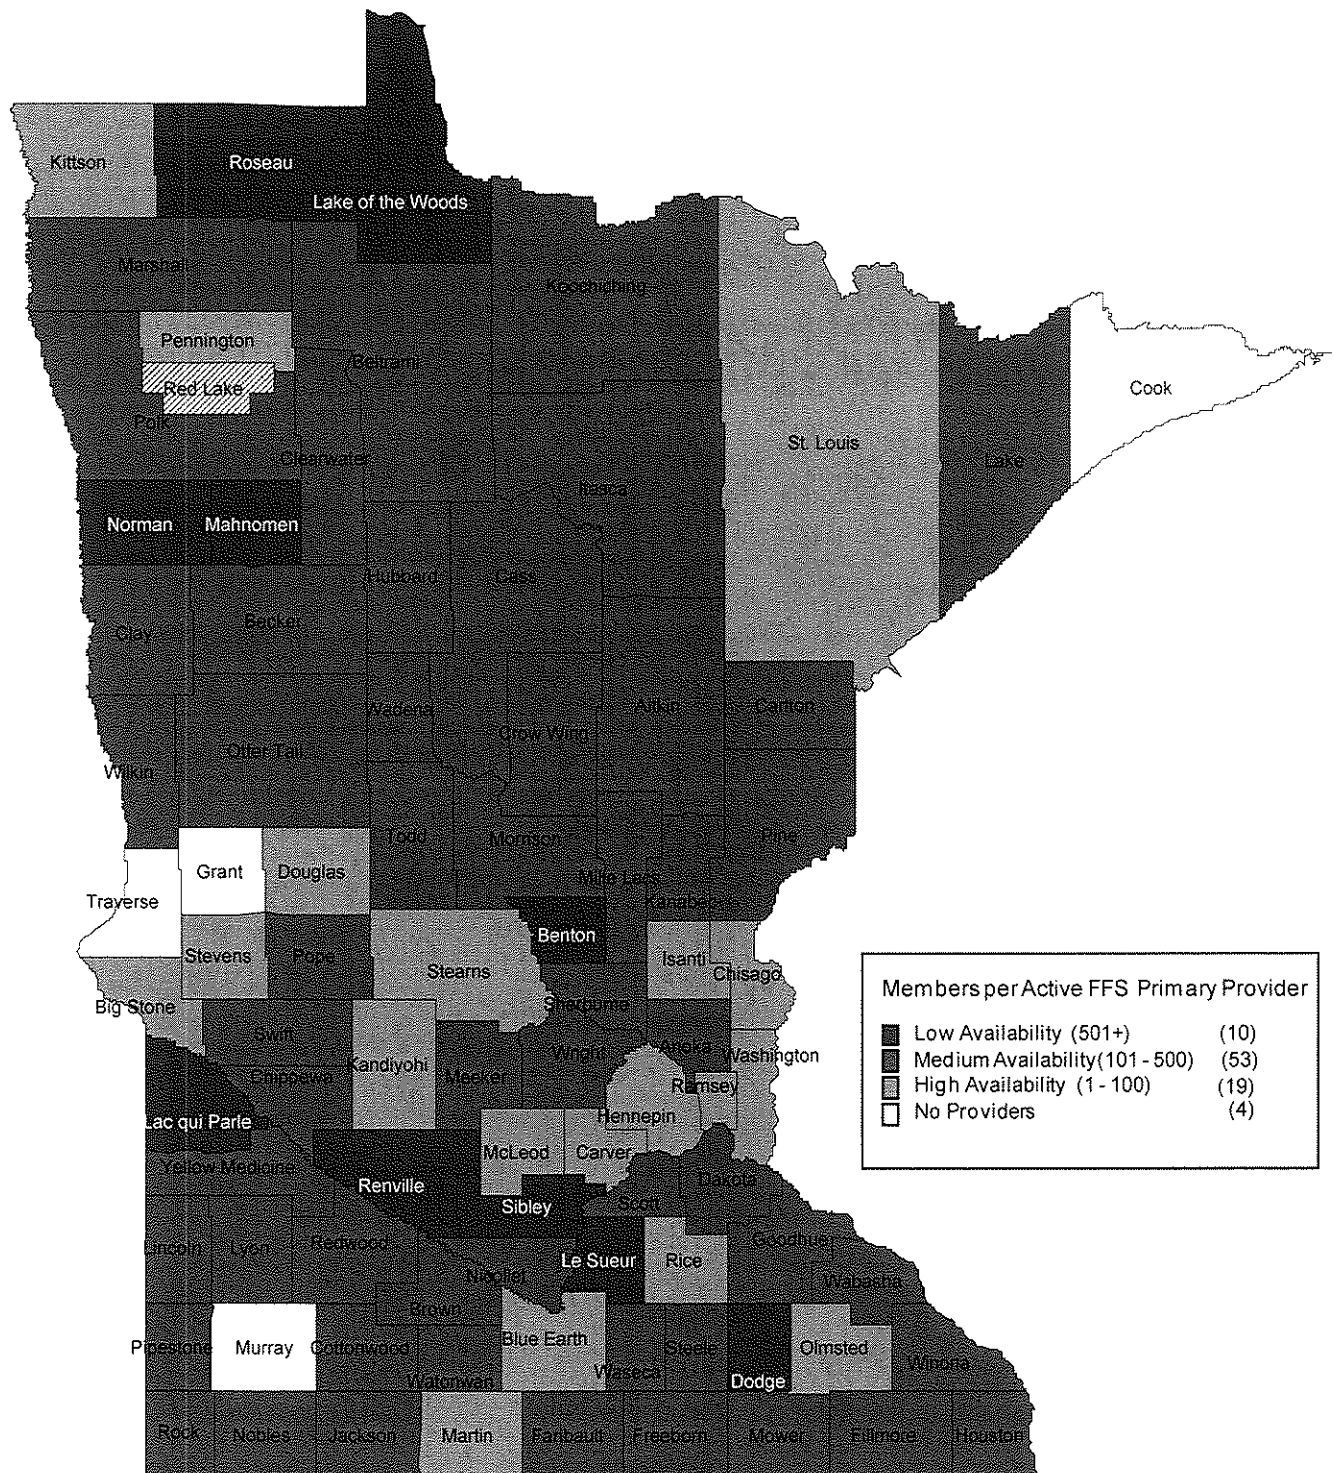 Kittson
Roseau
Lake of the Woods
Marshall
Koochiching
Pennington
Beltrami
Red Lake
Cook
Polk
St. Louis
Clearwater
Lake
Itasca
Norman
Mahnomen
Hubbard
Cass
Becker
Clay
Wadena
Aitkin
Carlton
Crow Wing
Otter Tail
Wilkin
Todd
Morrison
Pine
Grant
Douglas
Mille Lacs
Traverse
Kanabec
Benton
Stevens
Pope
Stearns
Isanti
Chisago
Big Stone
Sherburne
Swift
Anoka
Wright
Washington
Kandiyohi
Chippewa
Meeker
Ramsey
Hennepin
Lac qui Parle
McLeod
Carver
Yellow Medicine
Renville
Dakota
Sibley
Scott
Lincoln
Lyon
Redwood
Goodhue
Le Sueur
Rice
Nicollet
Wabasha
Brown
Pipestone
Murray
Cottonwood
Blue Earth
Steele
Olmsted
Winona
Waseca
Watonwan
Dodge
Rock
Nobles
Jackson
Martin
Faribault
Freeborn
Mower
Fillmore
Houston
Members per Active FFS Primary Provider
Low Availability (501+) (10)
Medium Availability (101 - 500) (53)
High Availability (1 - 100) (19)
No Providers (4)